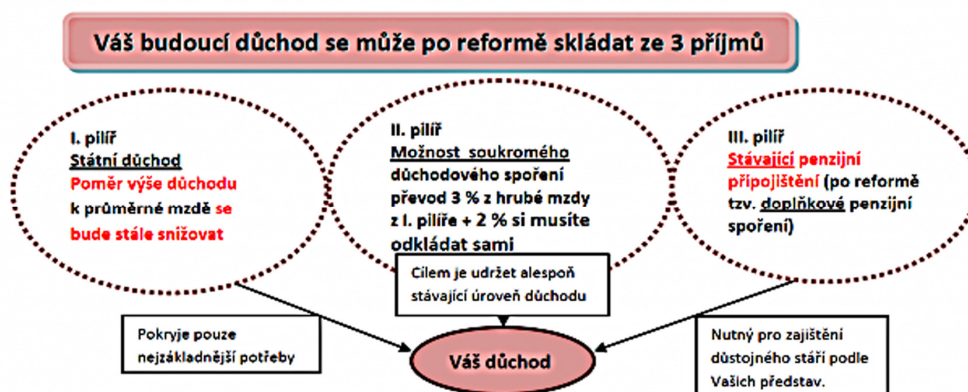 Váš budoucí důchod se může po reformě skládat ze 3 příjmů
I. pilíř
Státní důchod
Poměr výše důchodu
k průměrné mzdě se
bude stále snižovat
II. pilíř
Možnost soukromého
důchodového spoření
převod 3 % z hrubé mzdy
z I. pilíře + 2 % si musíte
odkládat sami
III. pilíř
Stávající penzijní
připojištění (po reformě
tzv. doplňkové penzijní
spoření)
Cílem je udržet alespoň
stávající úroveň důchodu
Pokryje pouze
nejzákladnější potřeby
Váš důchod
Nutný pro zajištění
důstojného stáří podle
Vašich představ.